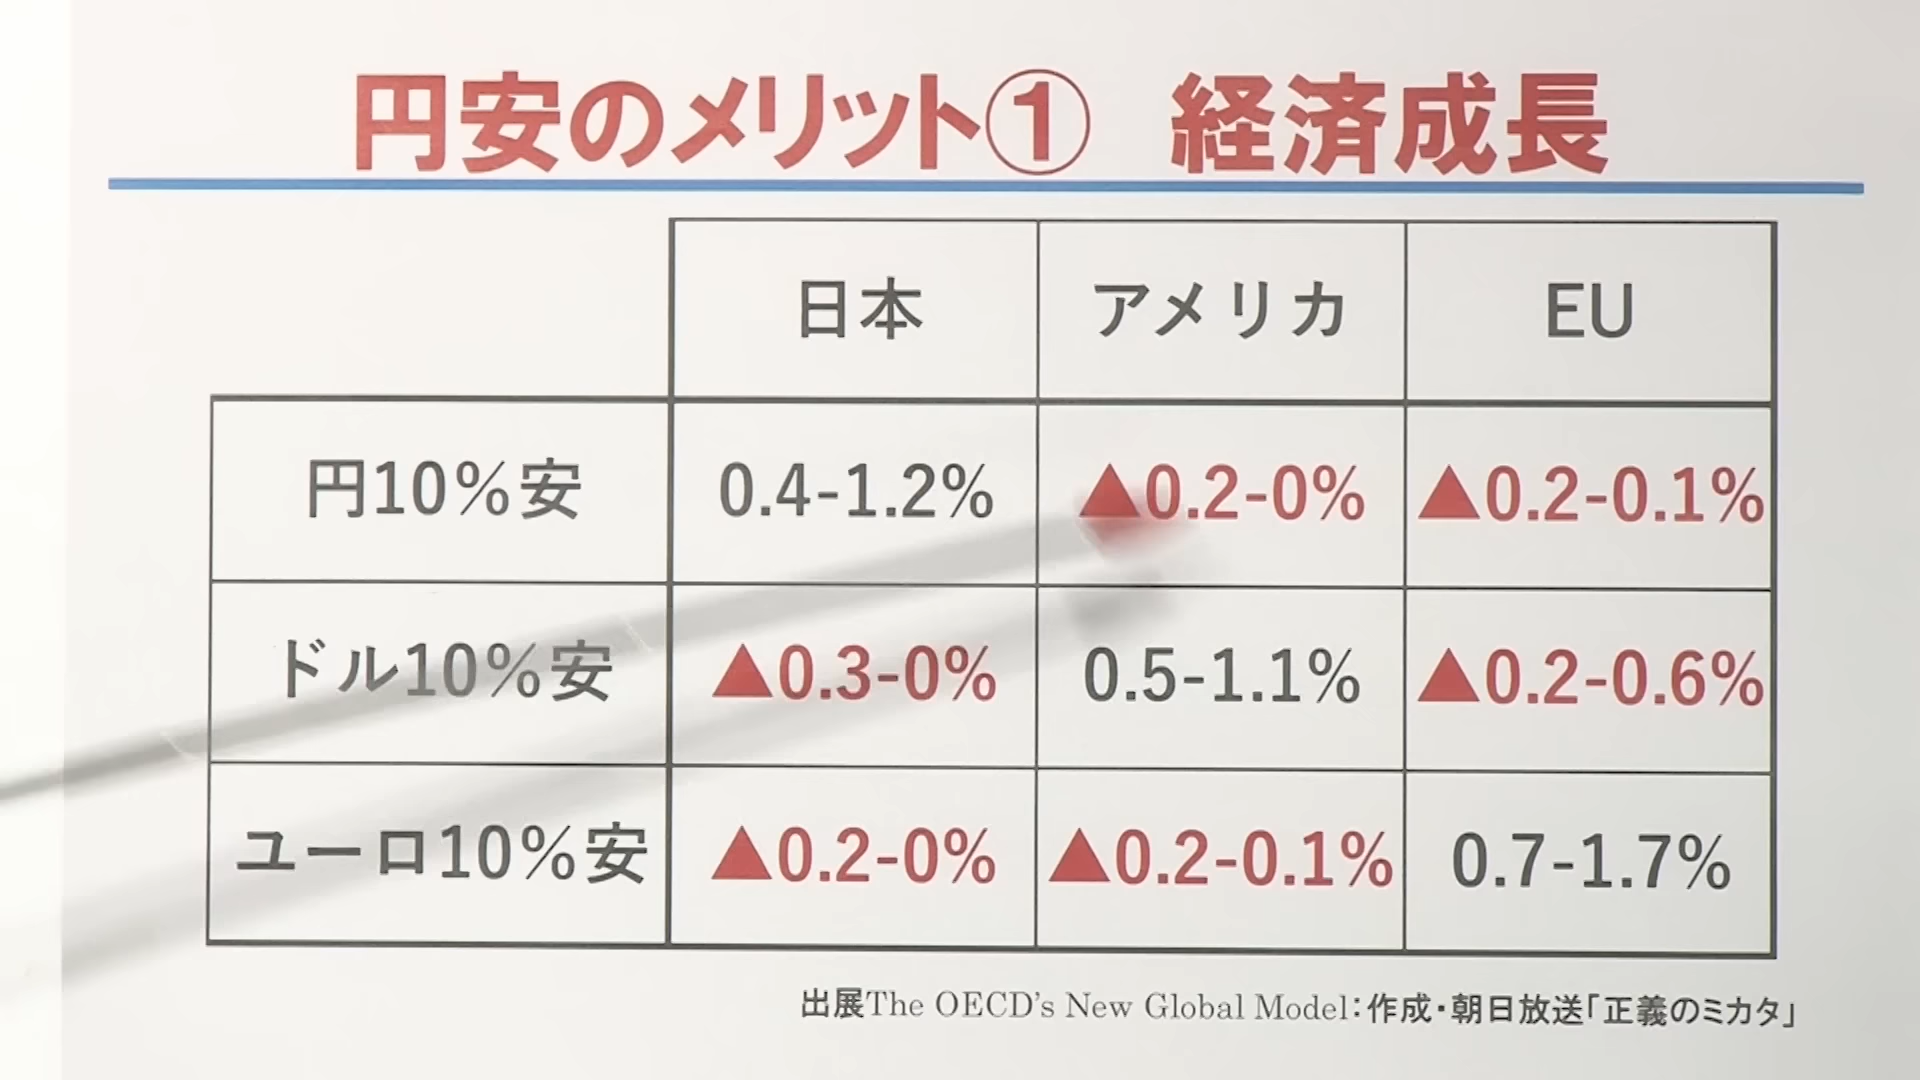 円安のメリット① 経済成長
日本 アメリカ EU
円10%安 0.4-1.2% ▲0.2-0% ▲0.2-0.1%
ドル10%安 ▲0.3-0% 0.5-1.1% ▲0.2-0.6%
ユーロ10%安 ▲0.2-0% ▲0.2-0.1% 0.7-1.7%
出展The OECD's New Global Model:作成・朝日放送「正義のミカタ」